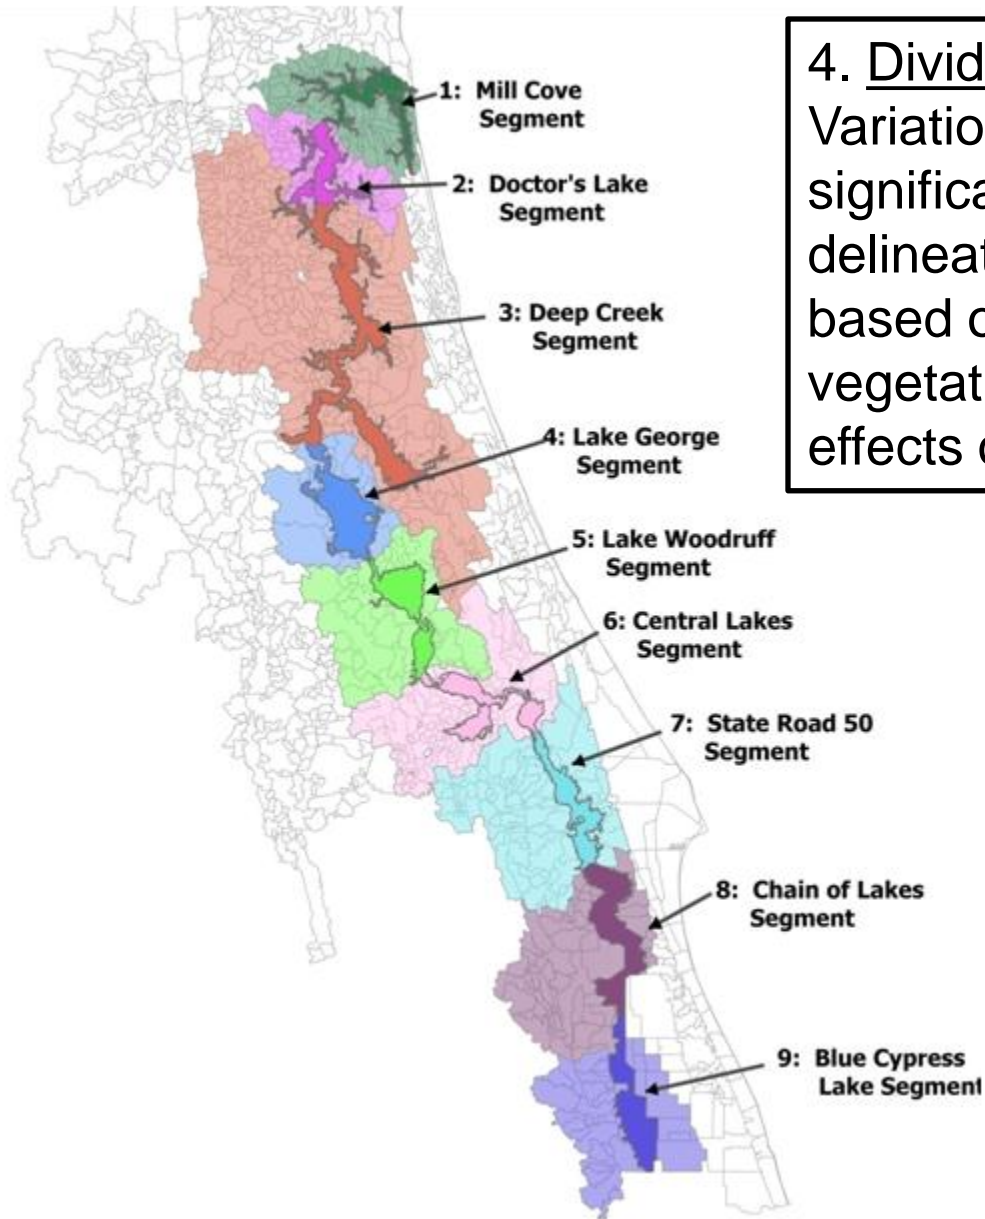 1: Mill Cove
Segment
2: Doctor's Lake
Segment
3: Deep Creek
Segment
4: Lake George
Segment
5: Lake Woodruff
Segment
6: Central Lakes
Segment
7: State Road 50
Segment
8: Chain of Lakes
Segment
9: Blue Cypress
Lake Segment
4. Divid
Variatio
significa
delineat
based o
vegetat
effects o